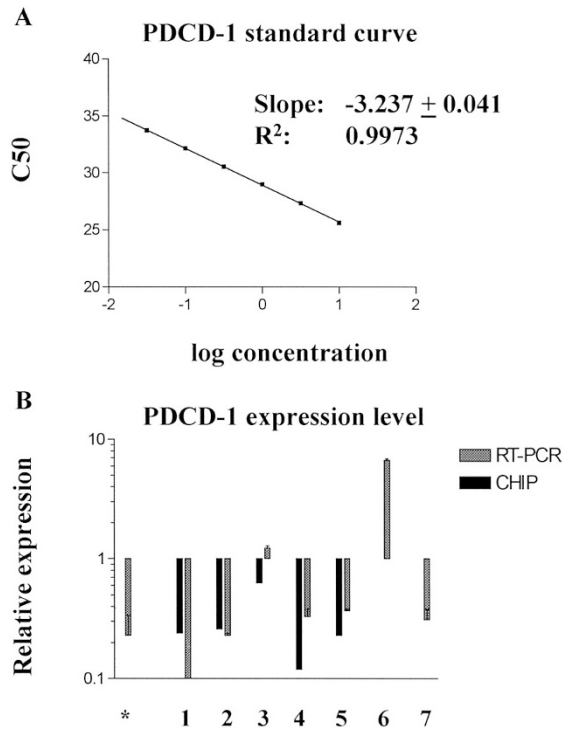 A
PDCD-1 standard curve
40
35
30
25
20
C50
Slope: -3.237 ± 0.041
R²: 0.9973
-2 -1 0 1 2
log concentration
B
PDCD-1 expression level
10
1
0.1
Relative expression
RT-PCR
CHIP
* 1 2 3 4 5 6 7